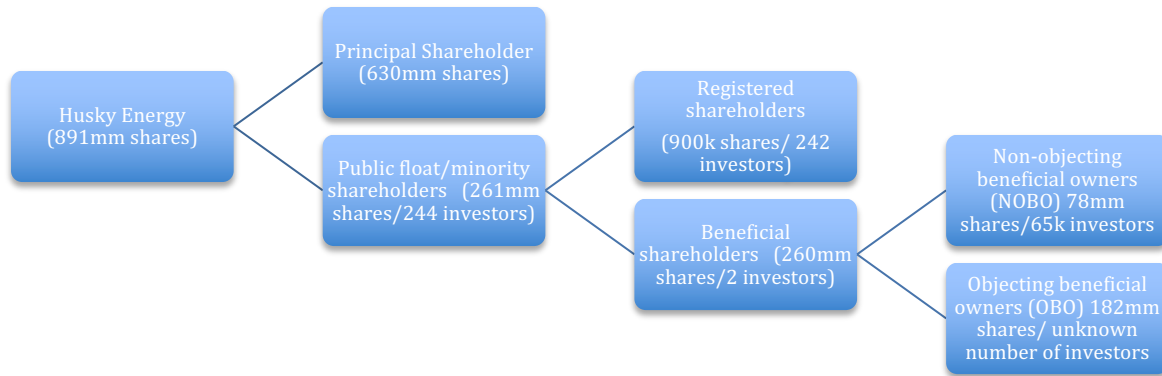 Husky Energy
(891mm shares)
Principal Shareholder
(630mm shares)
Public float/minority
shareholders (261mm
shares/244 investors)
Registered
shareholders
(900k shares/ 242
investors)
Beneficial
shareholders (260mm
shares/2 investors)
Non-objecting
beneficial owners
(NOBO) 78mm
shares/65k investors
Objecting beneficial
owners (OBO) 182mm
shares/ unknown
number of investors